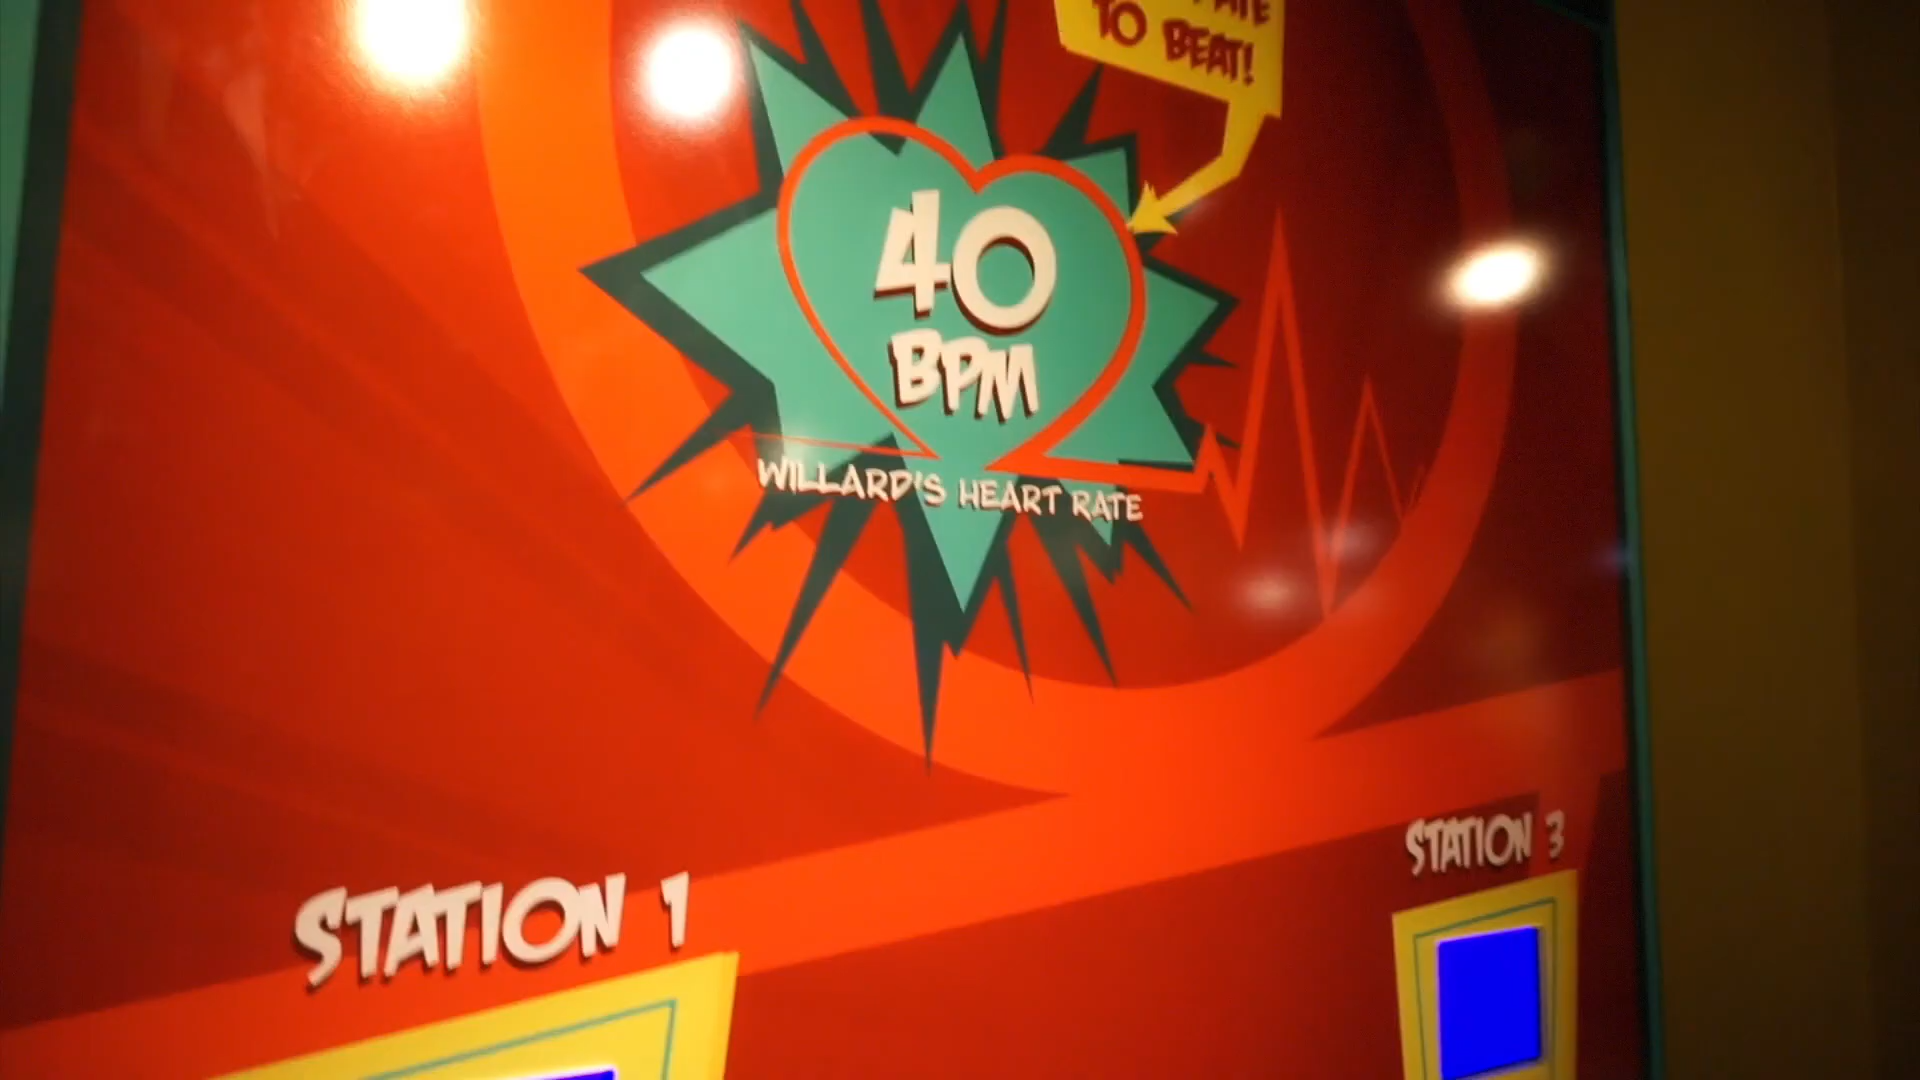 TO BEAT!
40
BPM
WILLARD'S HEART RATE
STATION 1
STATION 3